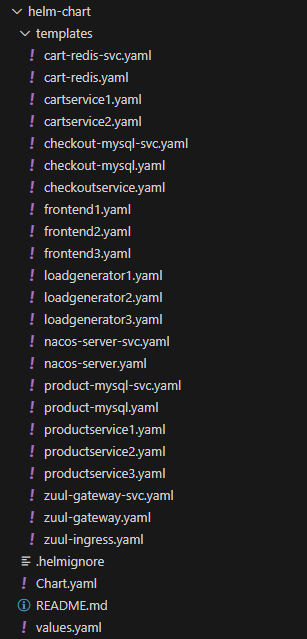 helm-chart
templates
cart-redis-svc.yaml
cart-redis.yaml
cartservice1.yaml
cartservice2.yaml
checkout-mysql-svc.yaml
checkout-mysql.yaml
checkoutservice.yaml
frontend1.yaml
frontend2.yaml
frontend3.yaml
loadgenerator1.yaml
loadgenerator2.yaml
loadgenerator3.yaml
nacos-server-svc.yaml
nacos-server.yaml
product-mysql-svc.yaml
product-mysql.yaml
productservice1.yaml
productservice2.yaml
productservice3.yaml
zuul-gateway-svc.yaml
zuul-gateway.yaml
zuul-ingress.yaml
.helmignore
Chart.yaml
README.md
values.yaml